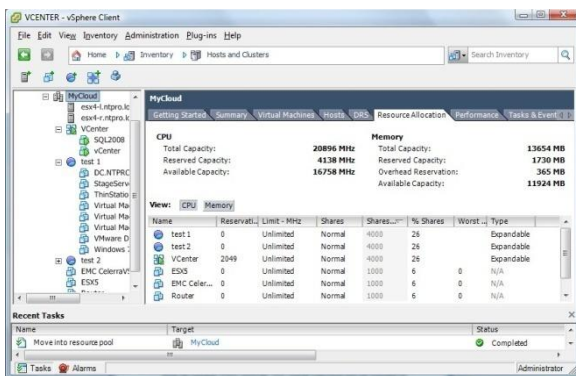 VCENTER - vSphere Client
File Edit View Inventory Administration Plug-ins Help
Home Inventory Hosts and Clusters Search Inventory
MyCloud
esx4-l.ntpro.lc
esx4-r.ntpro.lc
VCenter
SQL2008
vCenter
test 1
DC.NTPRC
StageServ
ThinStatio
Virtual Ma
Virtual Ma
Virtual Ma
VMware D
Windows
test 2
EMC CelerraV
ESX5
MyCloud
Getting Started Summary Virtual Machines Hosts DRS Resource Allocation Performance Tasks & Event
CPU Memory
Total Capacity: 20896 MHz Total Capacity: 13654 MB
Reserved Capacity: 4138 MHz Reserved Capacity: 1730 MB
Available Capacity: 16758 MHz Overhead Reservation: 365 MB
Available Capacity: 11924 MB
View: CPU Memory
Name Reservati... Limit - MHz Shares Shares... % Shares Worst ... Type
test 1 0 Unlimited Normal 4000 26 Expandable
test 2 0 Unlimited Normal 4000 26 Expandable
VCenter 2049 Unlimited Normal 4000 26 Expandable
ESX5 0 Unlimited Normal 1000 6 0 N/A
EMC Celer... 0 Unlimited Normal 1000 6 0 N/A
Router 0 Unlimited Normal 1000 6 0 N/A
Recent Tasks
Name Target Status
Move into resource pool MyCloud Completed
Tasks Alarms Administrator